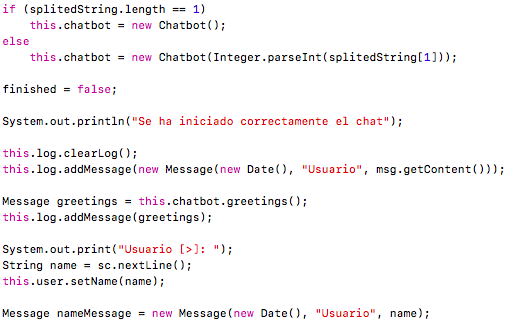 if (splitedString.length == 1)
    this.chatbot = new Chatbot();
else
    this.chatbot = new Chatbot(Integer.parseInt(splitedString[1]));

finished = false;

System.out.println("Se ha iniciado correctamente el chat");

this.log.clearLog();
this.log.addMessage(new Message(new Date(), "Usuario", msg.getContent()));

Message greetings = this.chatbot.greetings();
this.log.addMessage(greetings);

System.out.print("Usuario [>]: ");
String name = sc.nextLine();
this.user.setName(name);

Message nameMessage = new Message(new Date(), "Usuario", name);